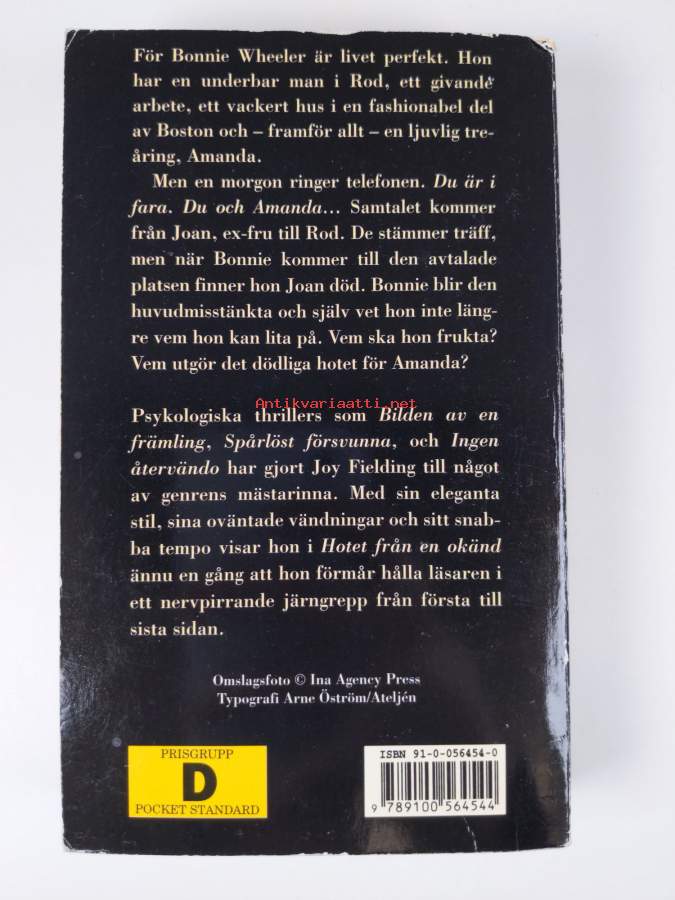 För Bonnie Wheeler är livet perfekt. Hon
har en underbar man i Rod, ett givande
arbete, ett vackert hus i en fashionabel del
av Boston och – framför allt – en ljuvlig tre-
åring, Amanda.
Men en morgon ringer telefonen. Du är i
fara. Du och Amanda... Samtalet kommer
från Joan, ex-fru till Rod. De stämmer träff,
men när Bonnie kommer till den avtalade
platsen finner hon Joan död. Bonnie blir den
huvudmisstänkta och själv vet hon inte läng-
re vem hon kan lita på. Vem ska hon frukta?
Vem utgör det dödliga hotet för Amanda?
Antikvariaatti.net
Psykologiska thrillers som Bilden av en
främling, Spårlöst försvunna, och Ingen
återvändo har gjort Joy Fielding till något
av genrens mästarinna. Med sin eleganta
stil, sina oväntade vändningar och sitt snab-
ba tempo visar hon i Hotet från en okänd
ännu en gång att hon förmår hålla läsaren i
ett nervpirrande järngrepp från första till
sista sidan.
Omslagsfoto © Ina Agency Press
Typografi Arne Öström/Ateljén
PRISGRUPP
D
POCKET STANDARD
ISBN 91-0-056454-0
9 789100 564544